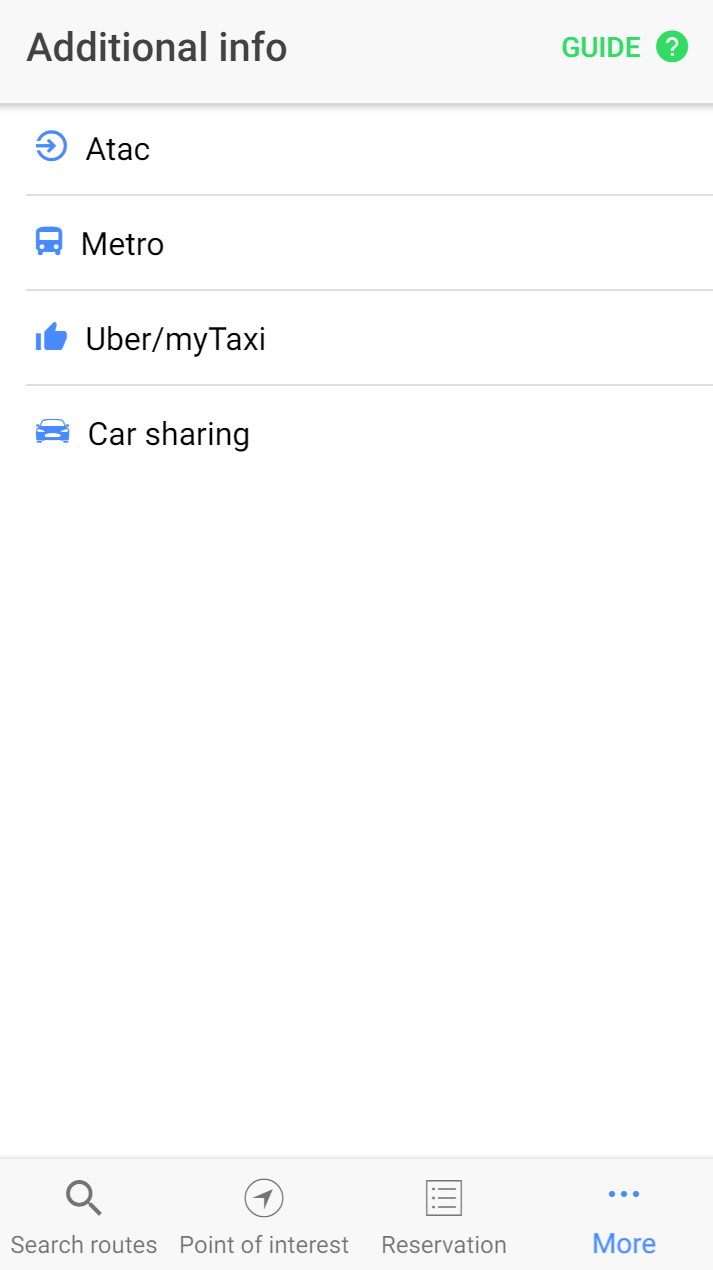 Additional info
GUIDE ?
Atac
Metro
Uber/myTaxi
Car sharing
Search routes
Point of interest
Reservation
More